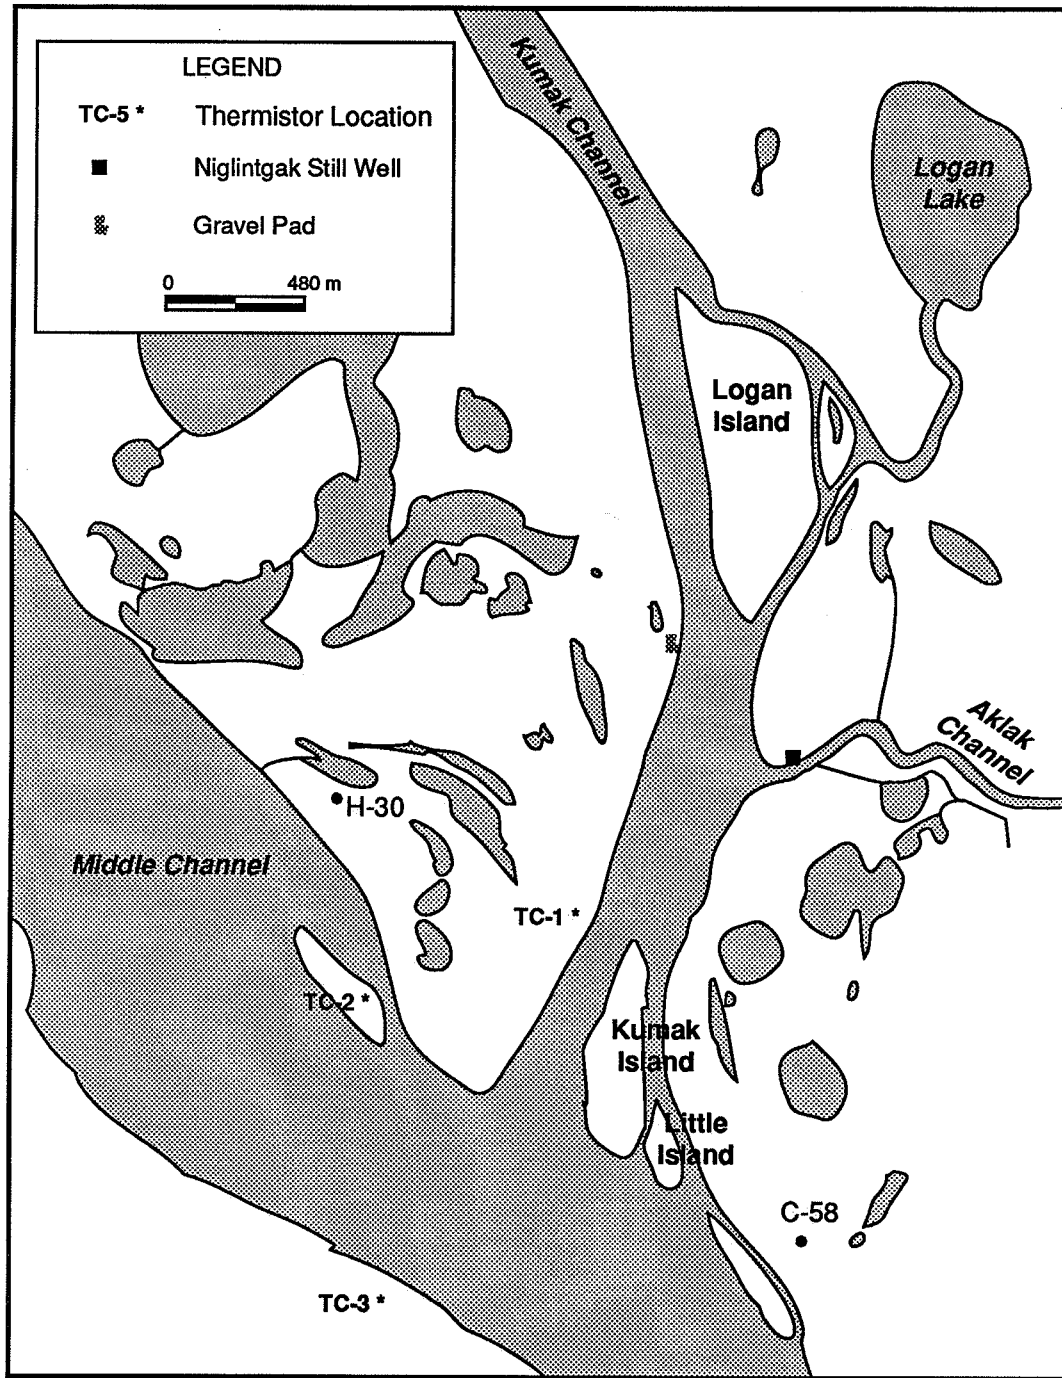 LEGEND
TC-5 * Thermistor Location
Niglintgak Still Well
Gravel Pad
0 480 m
Kumak Channel
Logan
Lake
Logan
Island
Aklak
Channel
H-30
Middle Channel
TC-1 *
TC-2 *
Kumak
Island
Little
Island
C-58
TC-3 *